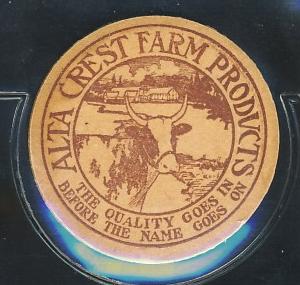 ALTA CREST FARM PRODUCTS
THE QUALITY GOES IN
BEFORE THE NAME GOES ON